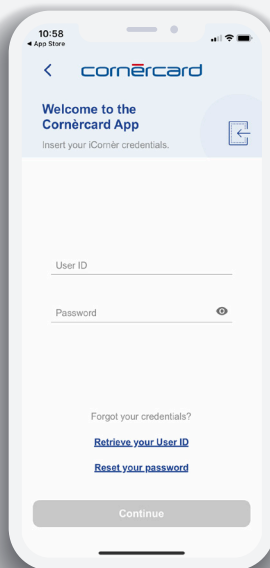 10:58
◀ App Store
cornèrcard
Welcome to the
Cornèrcard App
Insert your iCornèr credentials.
User ID
Password
Forgot your credentials?
Retrieve your User ID
Reset your password
Continue